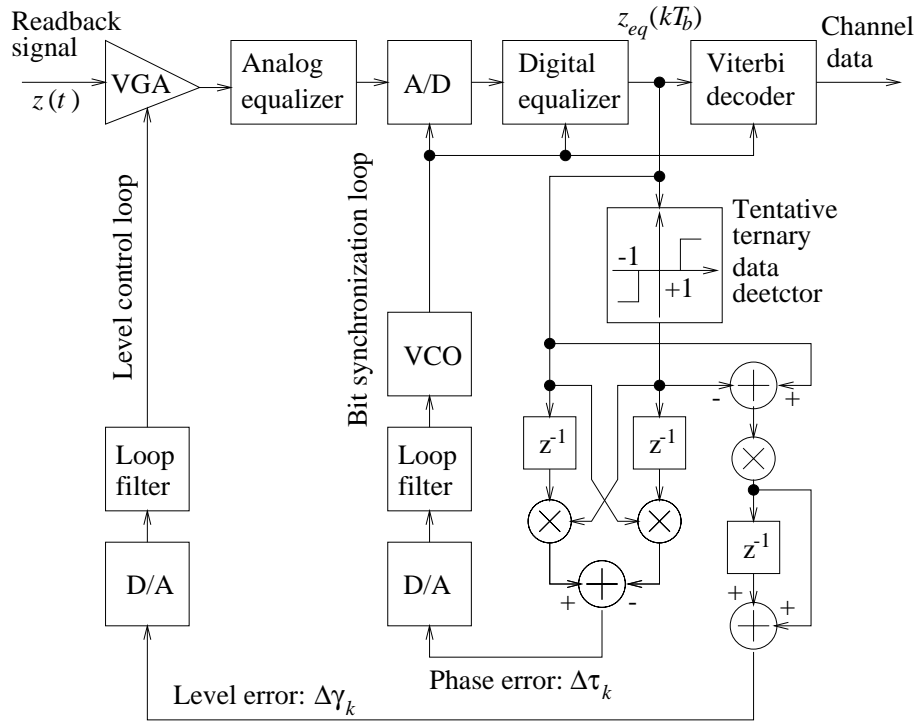 Readback
signal
z(t)
VGA
Analog
equalizer
A/D
Digital
equalizer
z_eq(kT_b)
Viterbi
decoder
Channel
data
Level control loop
Bit synchronization loop
Tentative
ternary
data
deetctor
-1
+1
VCO
- +
Loop
filter
Loop
filter
z⁻¹
z⁻¹
×
×
×
z⁻¹
D/A
D/A
+ -
+ +
Level error: Δγ_k
Phase error: Δτ_k